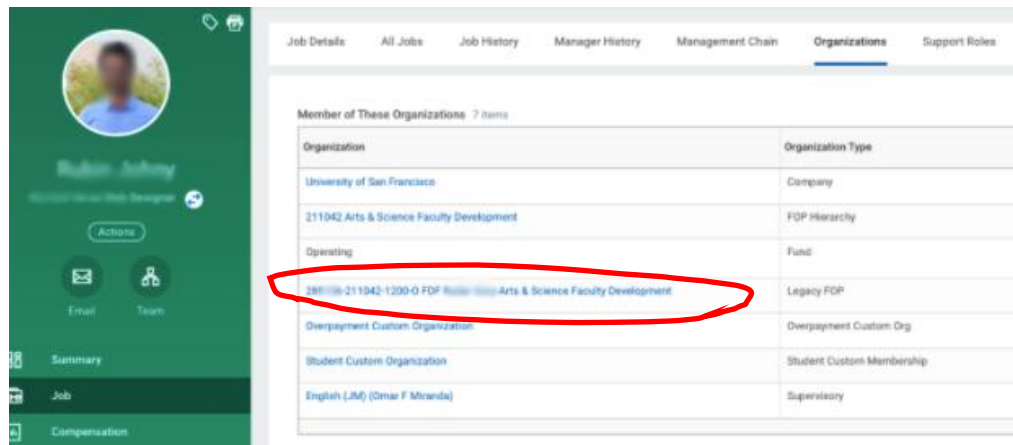 Job Details All Jobs Job History Manager History Management Chain Organizations Support Roles
Member of These Organizations 7 items
Organization Organization Type
University of San Francisco Company
211042 Arts & Science Faculty Development FOP Hierarchy
Operating Fund
-211042-1200-0 FDF Arts & Science Faculty Development Legacy FOP
Overpayment Custom Organization Overpayment Custom Org
Student Custom Organization Student Custom Membership
English (JM) (Omar F Miranda) Supervisory
Actions
Email Team
Summary
Job
Compensation